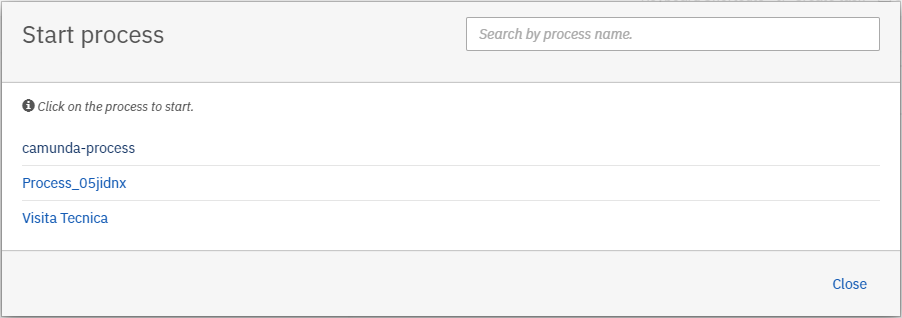 Start process
Search by process name.
Click on the process to start.
camunda-process
Process_05jidnx
Visita Tecnica
Close